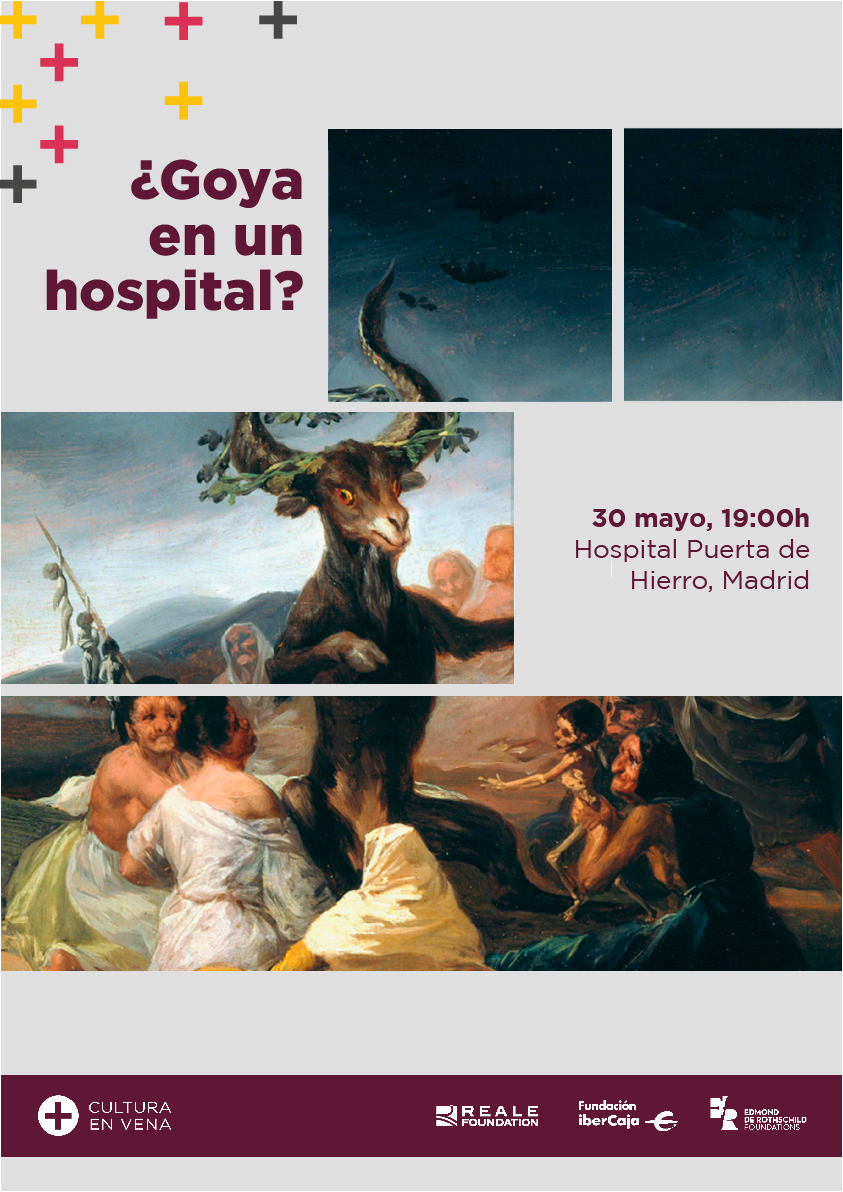 ¿Goya
en un
hospital?
30 mayo, 19:00h
Hospital Puerta de
Hierro, Madrid
CULTURA
EN VENA
REALE
FOUNDATION
Fundación
iberCaja
EDMOND
DE ROTHSCHILD
FOUNDATIONS